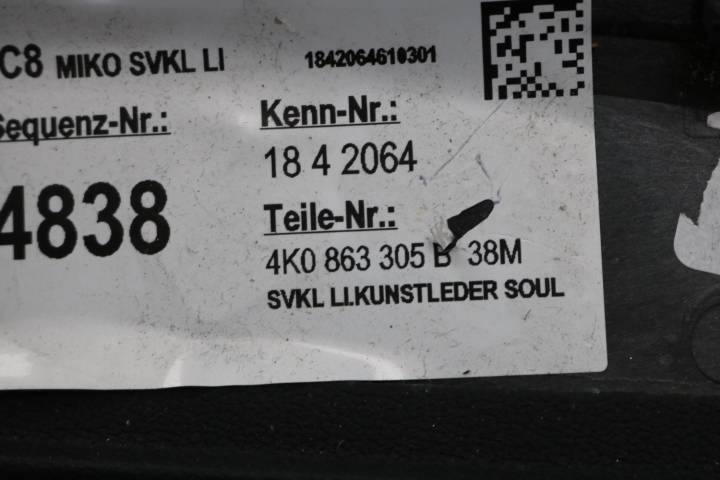 C8 MIKO SVKL LI
1842064610301
Sequenz-Nr.:
4838
Kenn-Nr.:
18 4 2064
Teile-Nr.:
4K0 863 305 B 38M
SVKL LI.KUNSTLEDER SOUL